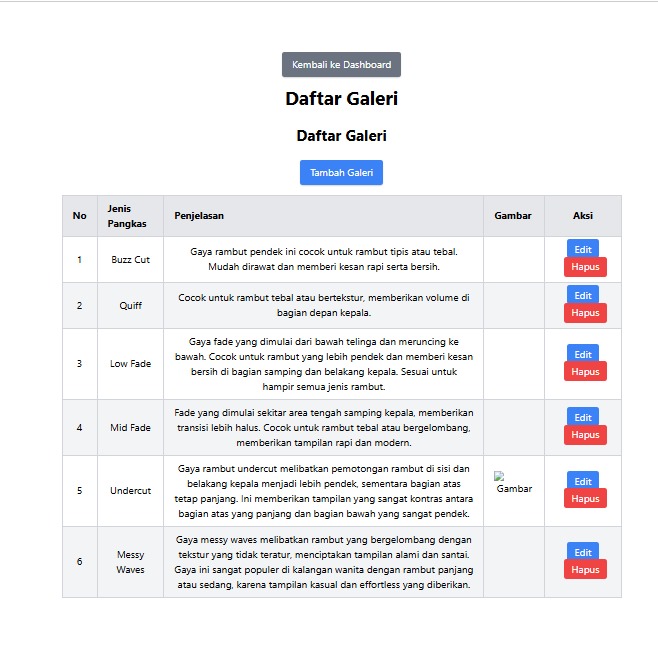 Kembali ke Dashboard
Daftar Galeri
Daftar Galeri
Tambah Galeri
No Jenis Pangkas Penjelasan Gambar Aksi
1 Buzz Cut Gaya rambut pendek ini cocok untuk rambut tipis atau tebal. Edit
Mudah dirawat dan memberi kesan rapi serta bersih. Hapus
2 Quiff Cocok untuk rambut tebal atau bertekstur, memberikan volume di Edit
bagian depan kepala. Hapus
3 Low Fade Gaya fade yang dimulai dari bawah telinga dan meruncing ke
bawah. Cocok untuk rambut yang lebih pendek dan memberi kesan Edit
bersih di bagian samping dan belakang kepala. Sesuai untuk Hapus
hampir semua jenis rambut.
4 Mid Fade Fade yang dimulai sekitar area tengah samping kepala, memberikan Edit
transisi lebih halus. Cocok untuk rambut tebal atau bergelombang, Hapus
memberikan tampilan rapi dan modern.
5 Undercut Gaya rambut undercut melibatkan pemotongan rambut di sisi dan
belakang kepala menjadi lebih pendek, sementara bagian atas Gambar Edit
tetap panjang. Ini memberikan tampilan yang sangat kontras antara Hapus
bagian atas yang panjang dan bagian bawah yang sangat pendek.
6 Messy Waves Gaya messy waves melibatkan rambut yang bergelombang dengan
tekstur yang tidak teratur, menciptakan tampilan alami dan santai. Edit
Gaya ini sangat populer di kalangan wanita dengan rambut panjang Hapus
atau sedang, karena tampilan kasual dan effortless yang diberikan.